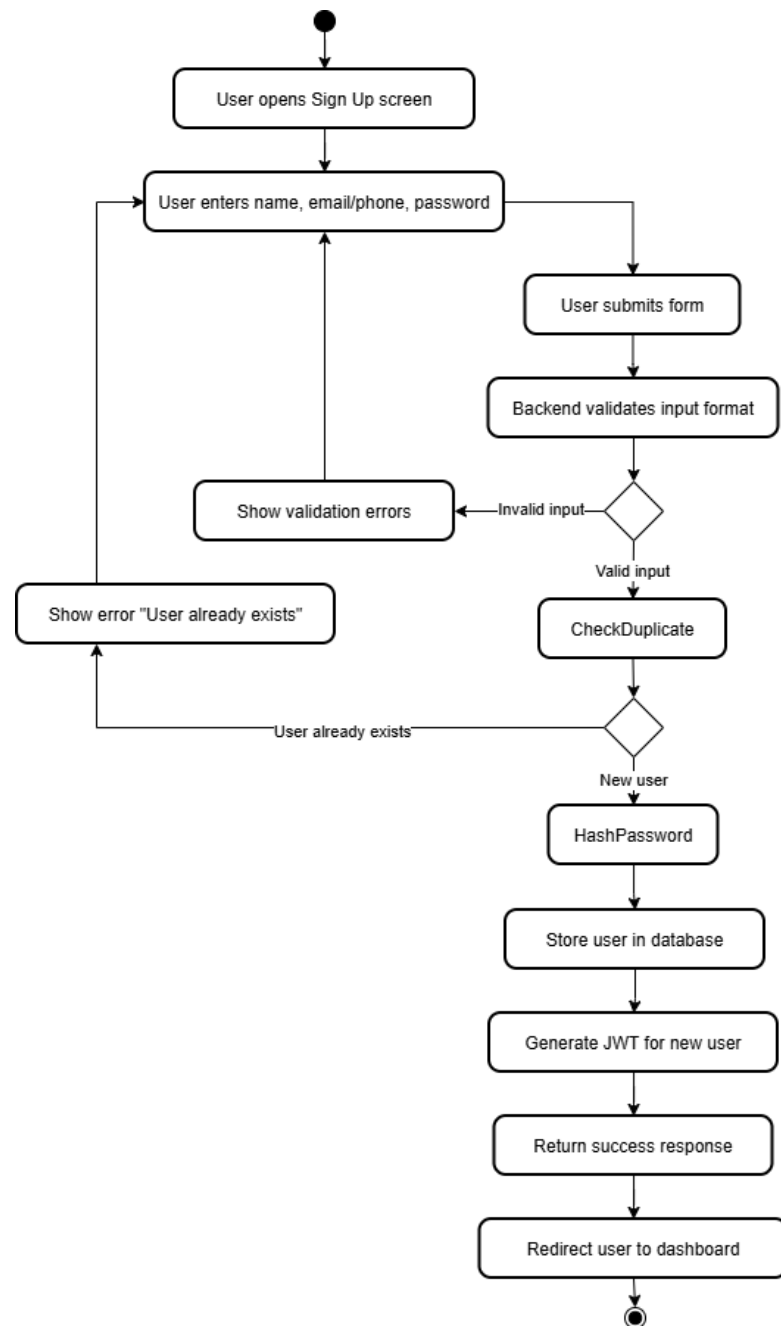 User opens Sign Up screen
User enters name, email/phone, password
User submits form
Backend validates input format
Invalid input
Show validation errors
Valid input
Show error "User already exists"
CheckDuplicate
User already exists
New user
HashPassword
Store user in database
Generate JWT for new user
Return success response
Redirect user to dashboard